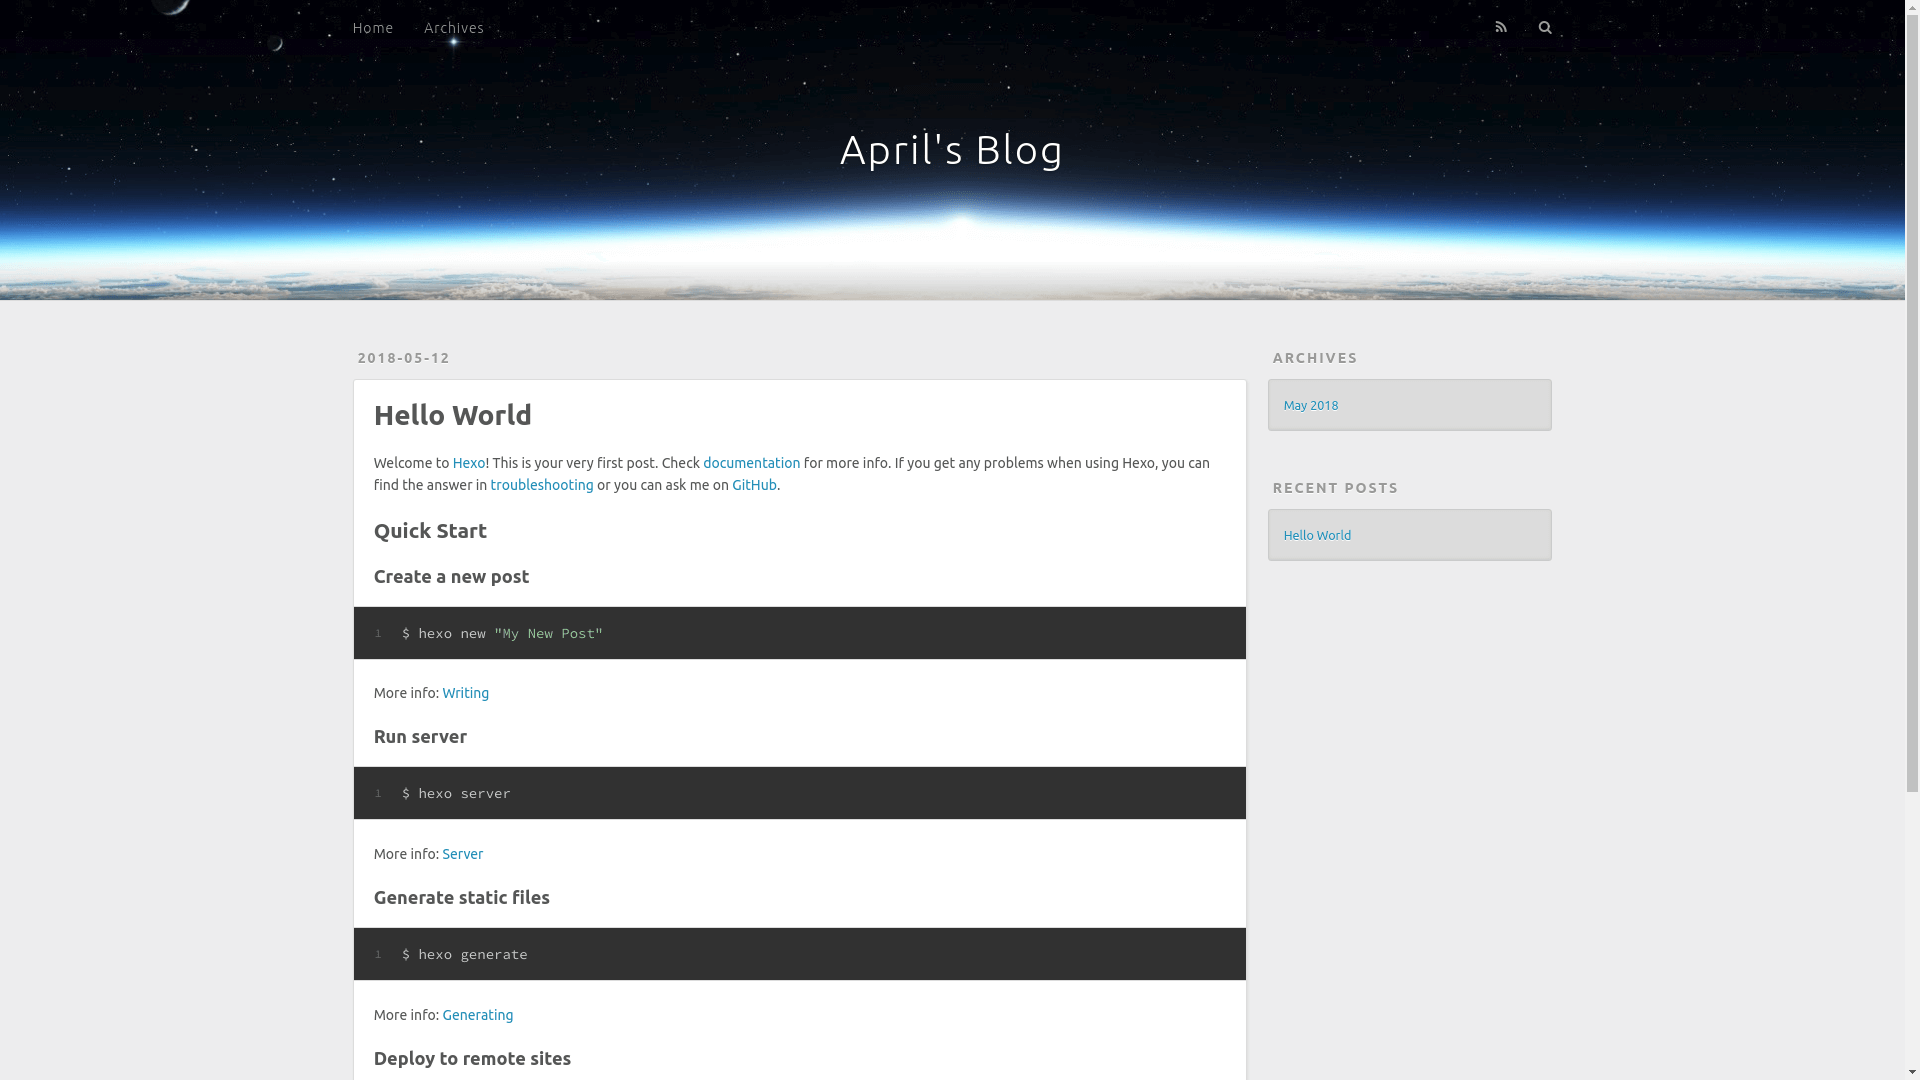 Home Archives
April's Blog
2018-05-12
Hello World
Welcome to Hexo! This is your very first post. Check documentation for more info. If you get any problems when using Hexo, you can
find the answer in troubleshooting or you can ask me on GitHub.
Quick Start
Create a new post
1 $ hexo new "My New Post"
More info: Writing
Run server
1 $ hexo server
More info: Server
Generate static files
1 $ hexo generate
More info: Generating
Deploy to remote sites
ARCHIVES
May 2018
RECENT POSTS
Hello World